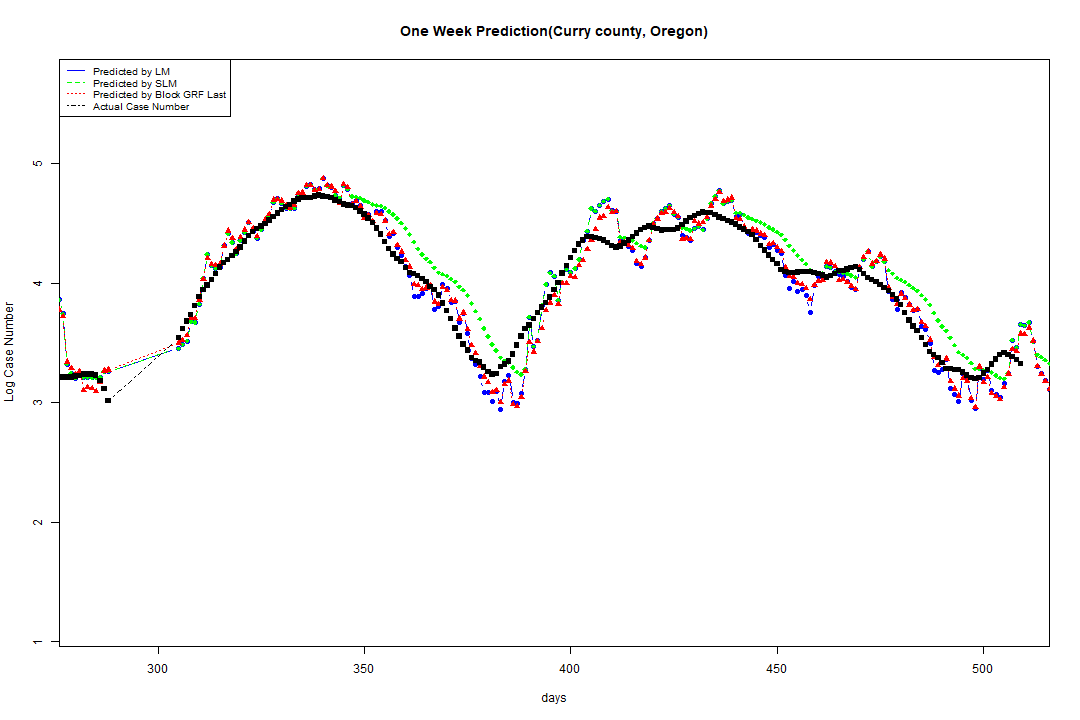 One Week Prediction(Curry county, Oregon)
Predicted by LM
Predicted by SLM
Predicted by Block GRF Last
Actual Case Number
5
4
3
2
1
Log Case Number
300 350 400 450 500
days